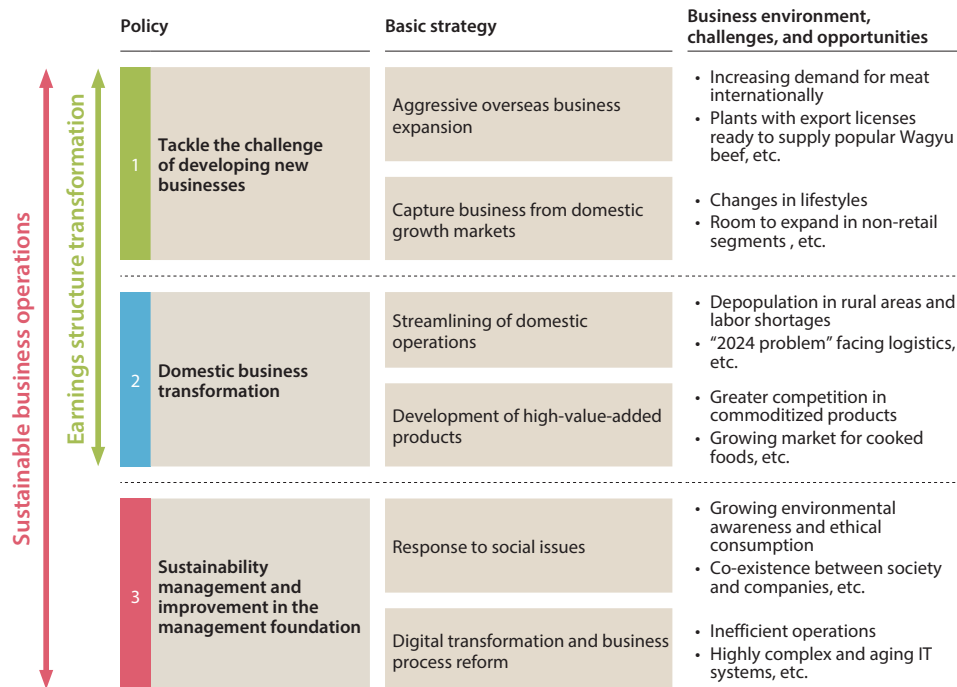 Policy
Basic strategy
Business environment,
challenges, and opportunities
Sustainable business operations
Earnings structure transformation
1
Tackle the challenge
of developing new
businesses
Aggressive overseas business
expansion
• Increasing demand for meat
internationally
• Plants with export licenses
ready to supply popular Wagyu
beef, etc.
Capture business from domestic
growth markets
• Changes in lifestyles
• Room to expand in non-retail
segments , etc.
2
Domestic business
transformation
Streamlining of domestic
operations
• Depopulation in rural areas and
labor shortages
• “2024 problem” facing logistics,
etc.
Development of high-value-added
products
• Greater competition in
commoditized products
• Growing market for cooked
foods, etc.
3
Sustainability
management and
improvement in the
management foundation
Response to social issues
• Growing environmental
awareness and ethical
consumption
• Co-existence between society
and companies, etc.
Digital transformation and business
process reform
• Inefficient operations
• Highly complex and aging IT
systems, etc.